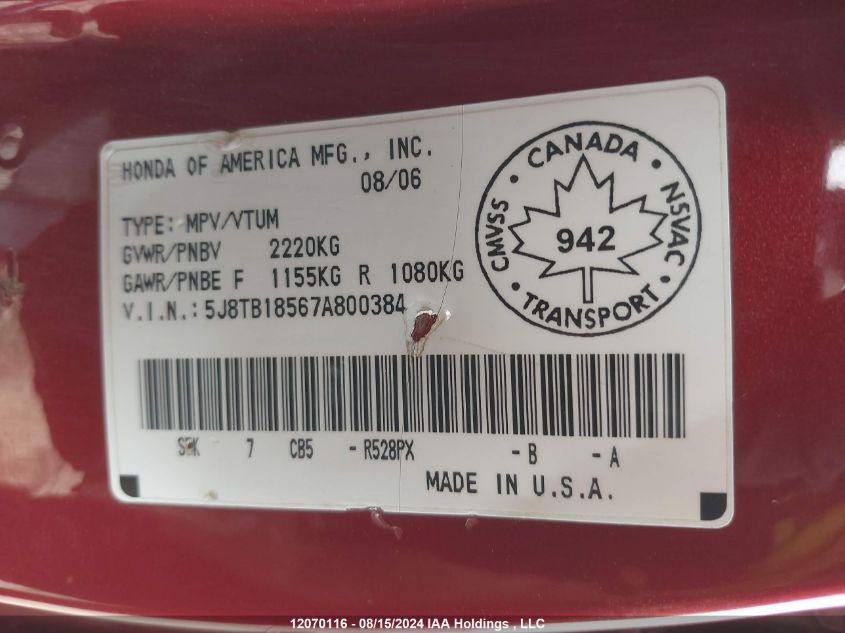 HONDA OF AMERICA MFG., INC.
08/06
TYPE: MPV/VTUM
GVWR/PNBV 2220KG
GAWR/PNBE F 1155KG R 1080KG
V.I.N.: 5J8TB18567A800384
CANADA
CMVSS
942
NSVAC
TRANSPORT
7 CB5 - R528PX - B - A
MADE IN U.S.A.
12070116 - 08/15/2024 IAA Holdings , LLC